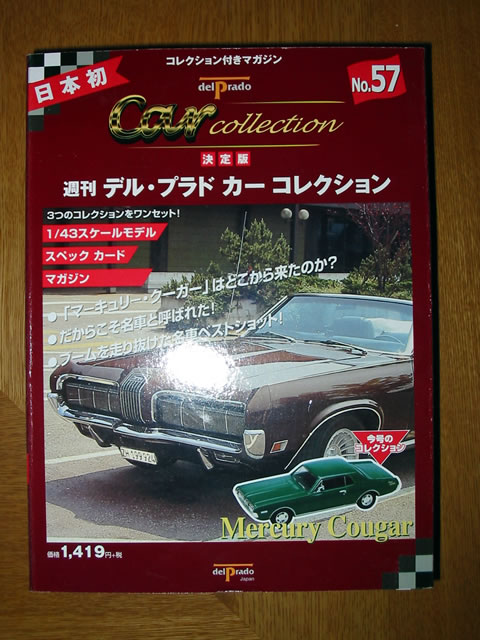 コレクション付きマガジン
日本初
del Prado
No.57
Car collection
決定版
週刊 デル・プラド カー コレクション
3つのコレクションをワンセット!
1/43スケールモデル
スペック カード
マガジン
●「マーキュリー・クーガー」はどこから来たのか?
●だからこそ名車と呼ばれた!
●ブームを走り抜けた名車ベストショット!
今号の
コレクション
Mercury Cougar
価格1,419円+税
del Prado
Japan